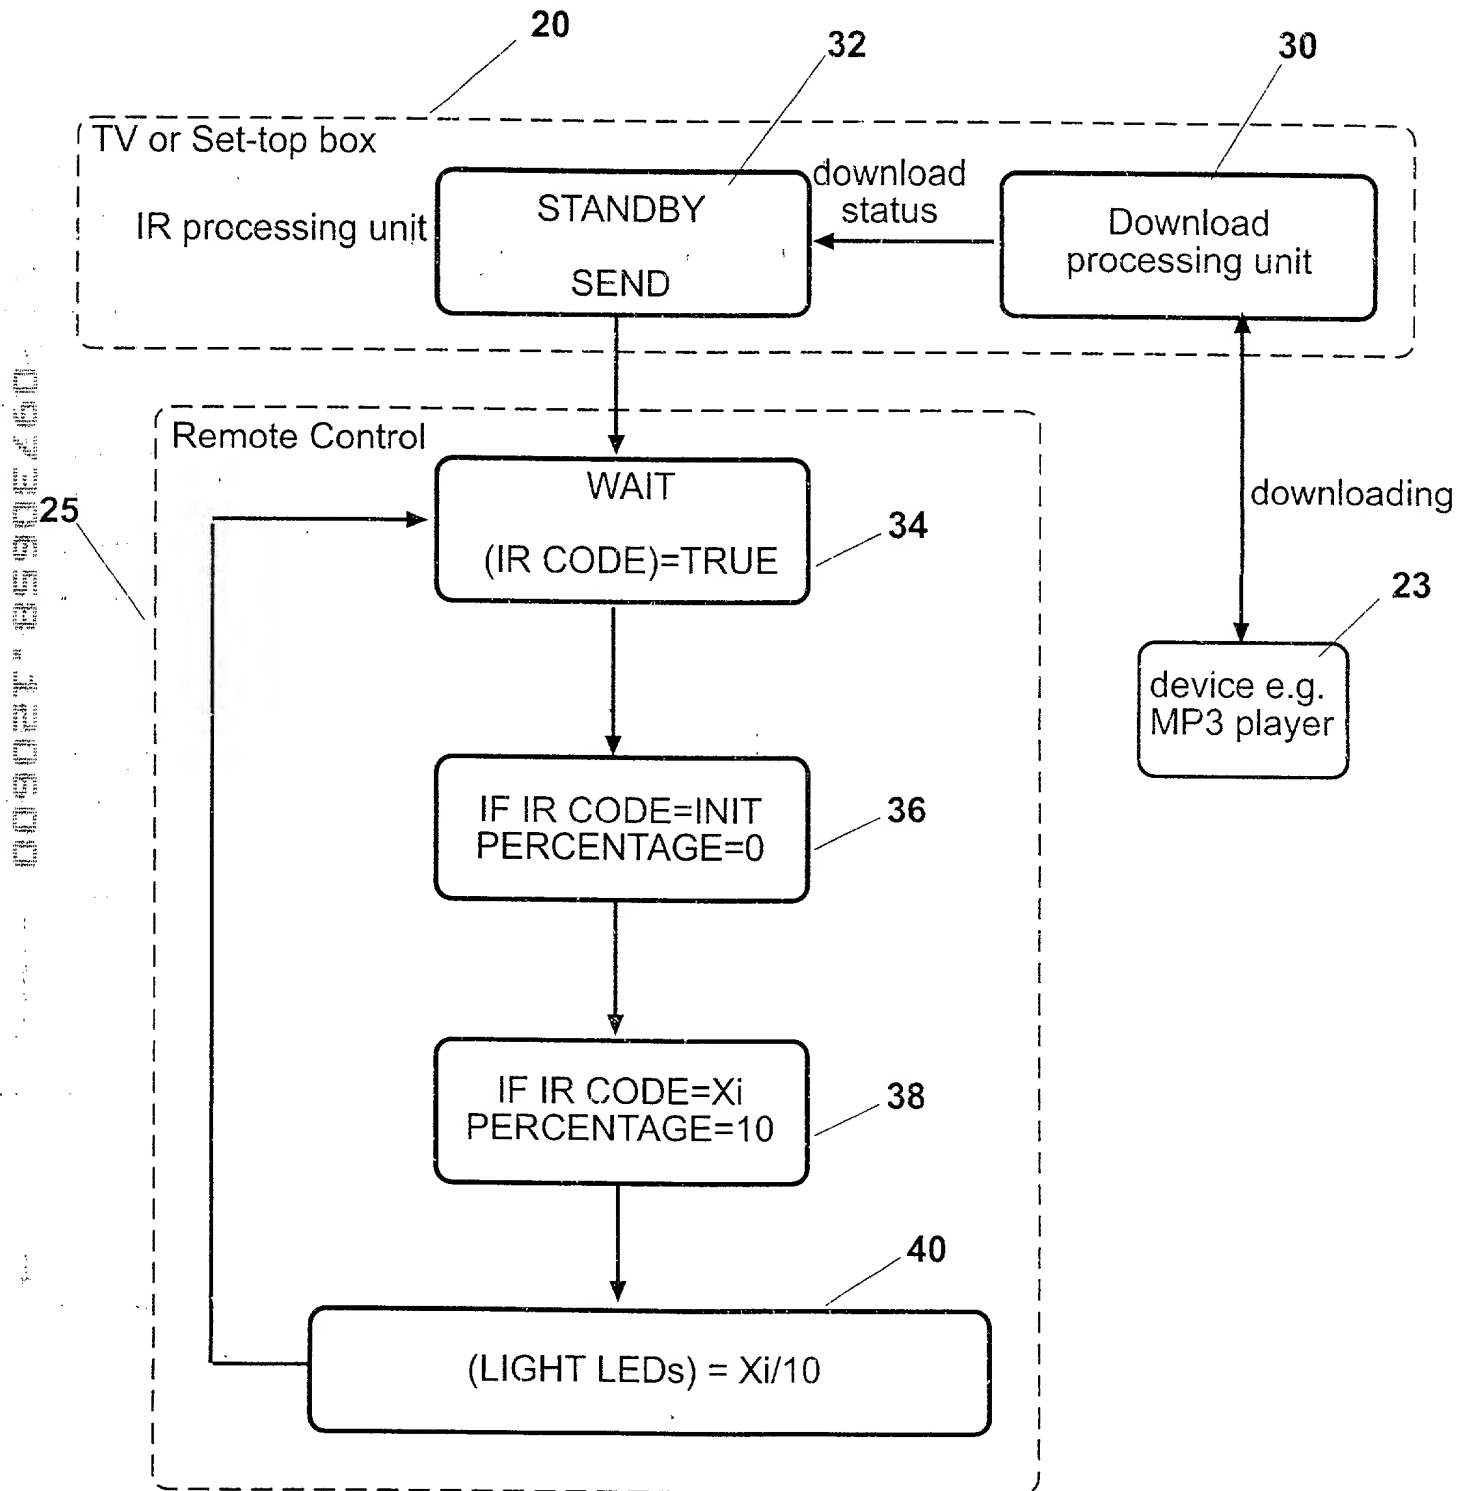 20
32
30
TV or Set-top box
IR processing unit
STANDBY
SEND
download
status
Download
processing unit
Remote Control
25
WAIT
(IR CODE)=TRUE
34
downloading
23
device e.g.
MP3 player
IF IR CODE=INIT
PERCENTAGE=0
36
IF IR CODE=Xi
PERCENTAGE=10
38
40
(LIGHT LEDs) = Xi/10
09730658.120600